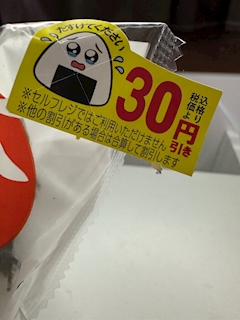 たすけてください
30円引き
税込価格より
※セルフレジではご利用いただけません
※他の割引がある場合は合算して割引します